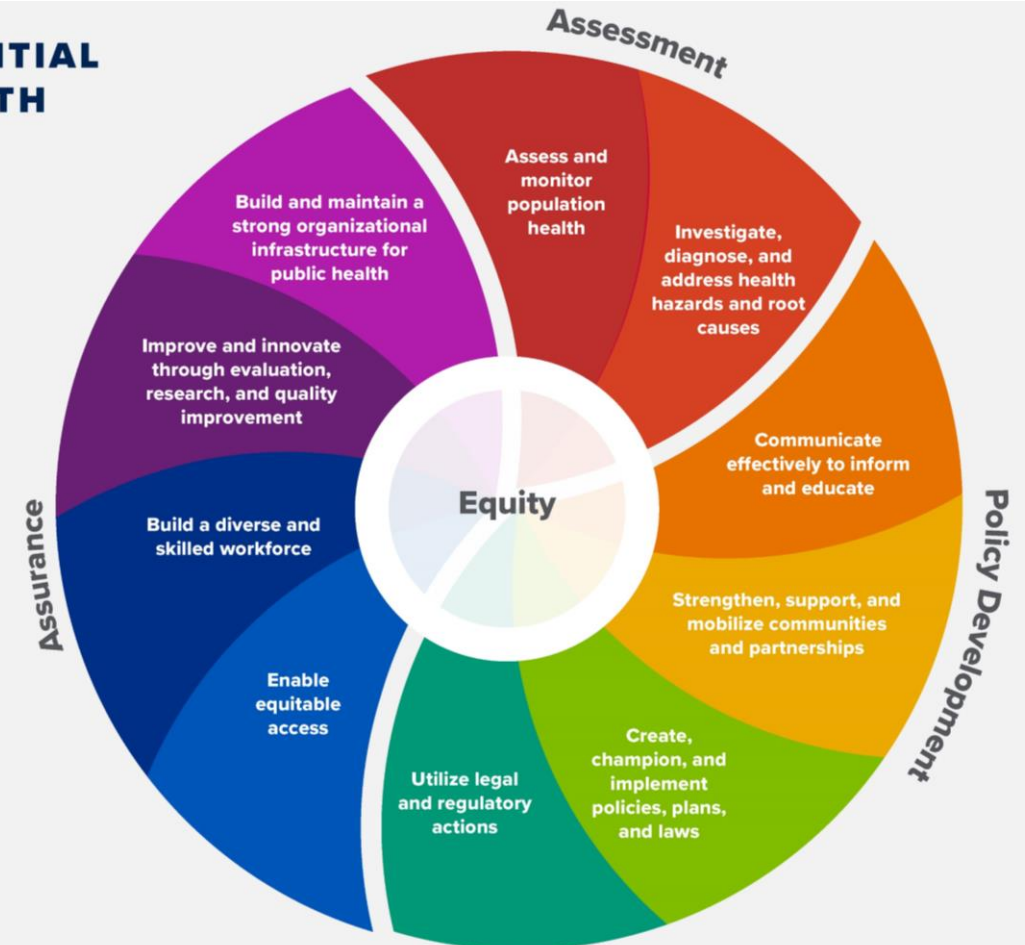 NTIAL
TH
Assessment
Assess and
monitor
population
health
Investigate,
diagnose, and
address health
hazards and root
causes
Policy Development
Communicate
effectively to inform
and educate
Strengthen, support, and
mobilize communities
and partnerships
Create,
champion, and
implement
policies, plans,
and laws
Utilize legal
and regulatory
actions
Assurance
Enable
equitable
access
Build a diverse and
skilled workforce
Improve and innovate
through evaluation,
research, and quality
improvement
Build and maintain a
strong organizational
infrastructure for
public health
Equity